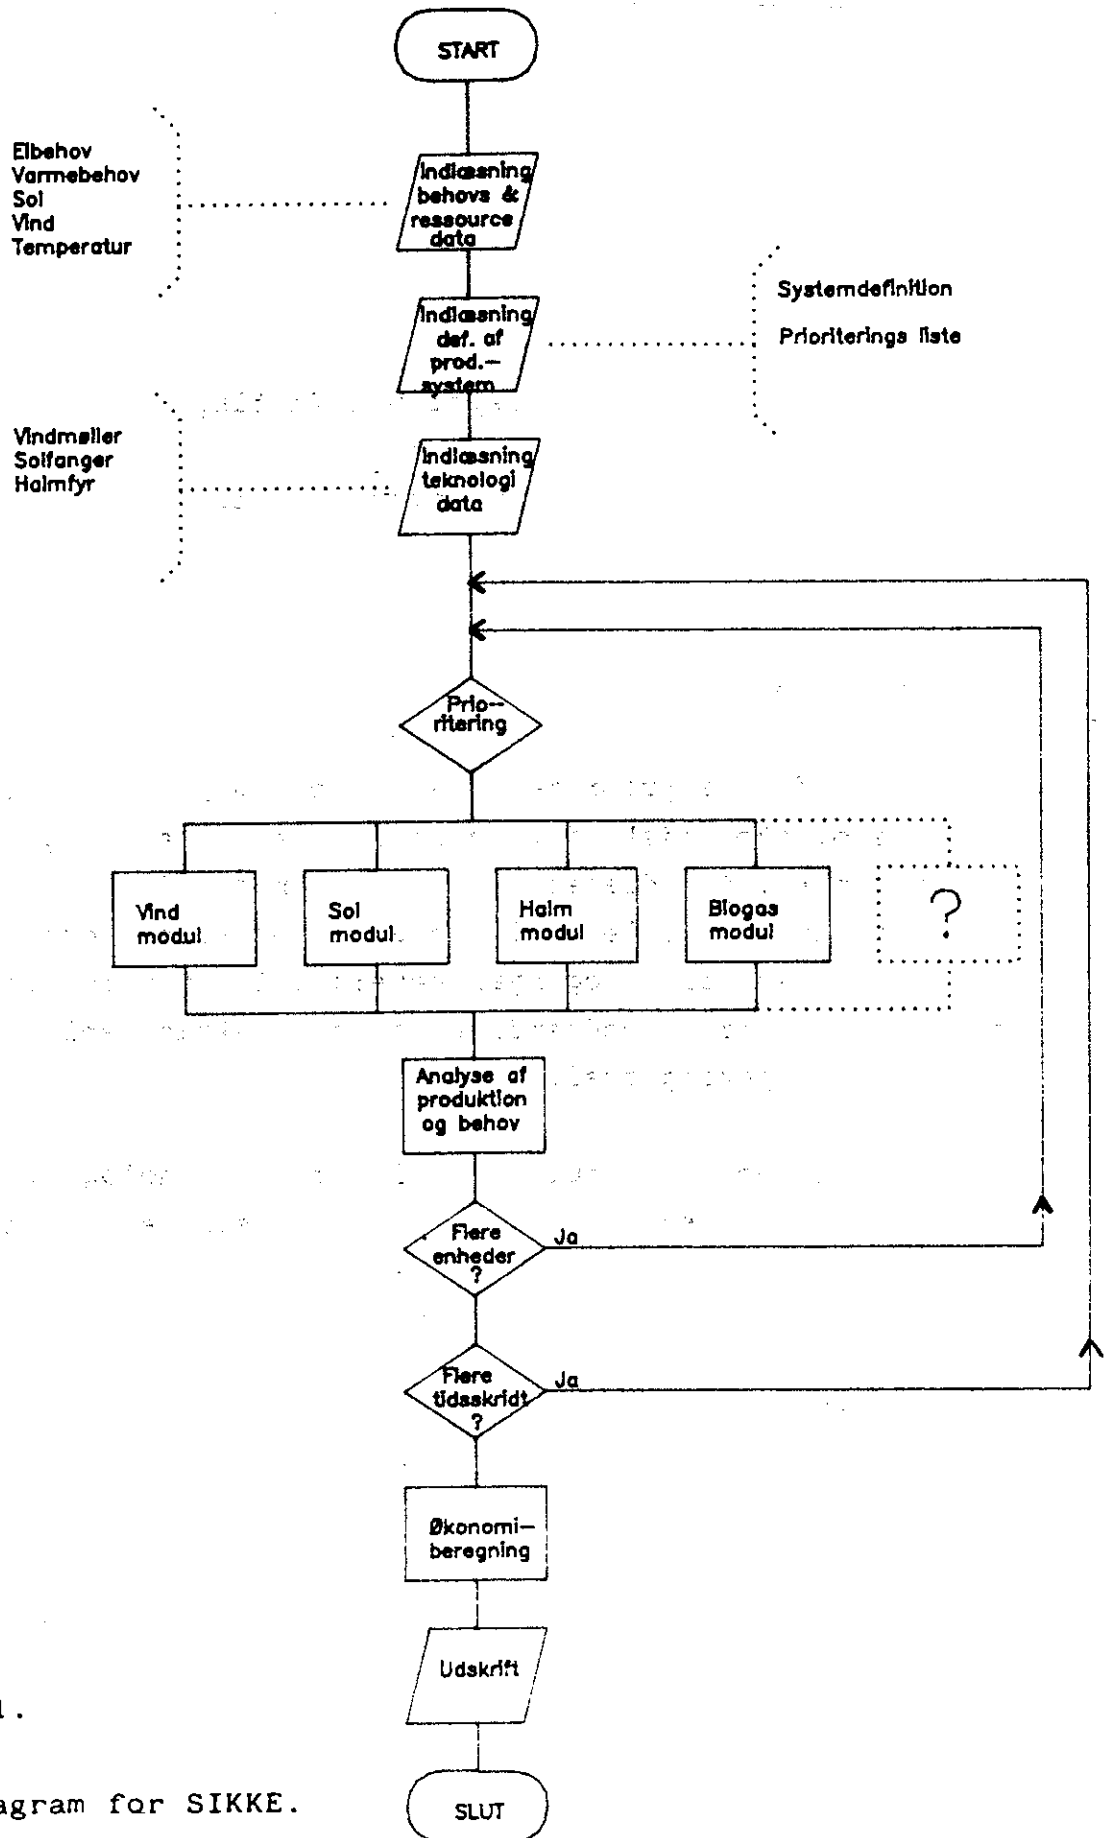 START
Elbehov
Varmebehov
Sol
Vind
Temperatur
Indlæsning
behovs &
ressource
data
Indlæsning
def. af
prod.—
system
Systemdefinition
Prioriterings liste
Vindmøller
Solfanger
Halmfyr
Indlæsning
teknologi
data
Prio—
ritering
Vind
modul
Sol
modul
Halm
modul
Biogas
modul
?
Analyse af
produktion
og behov
Flere
enheder
?
Ja
Flere
tidsskridt
?
Ja
Økonomi—
beregning
Udskrift
SLUT
agram for SIKKE.